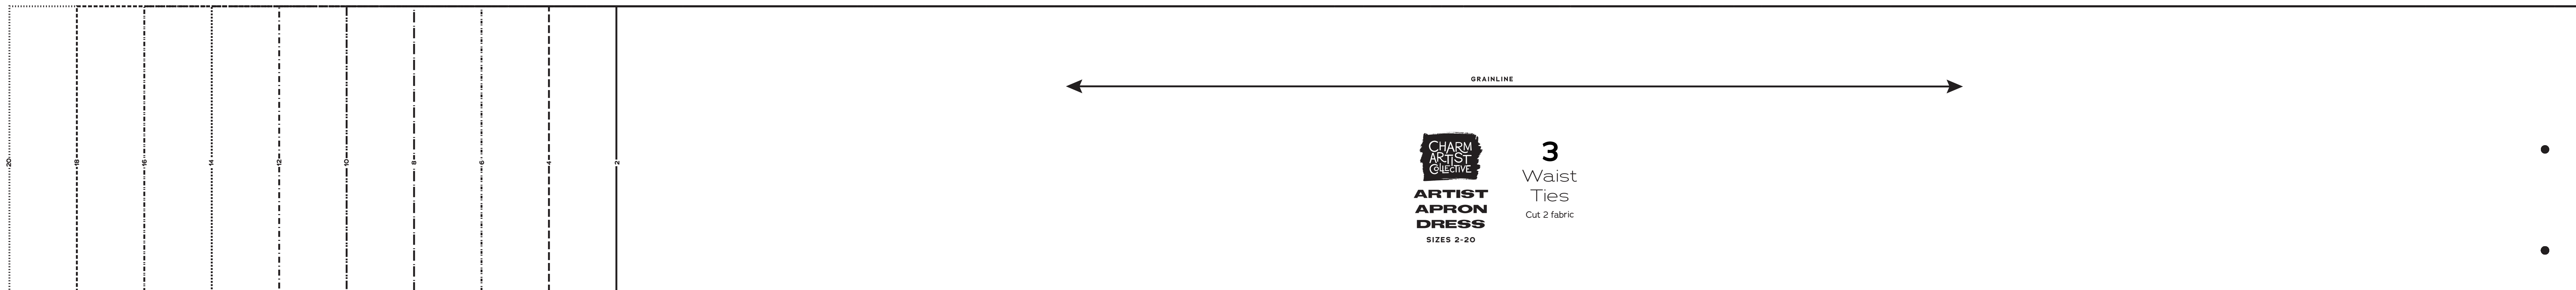 GRAINLINE
20
18
16
14
12
10
8
6
4
2
CHARM
ARTIST
COLLECTIVE
ARTIST
APRON
DRESS
SIZES 2-20
3
Waist
Ties
Cut 2 fabric